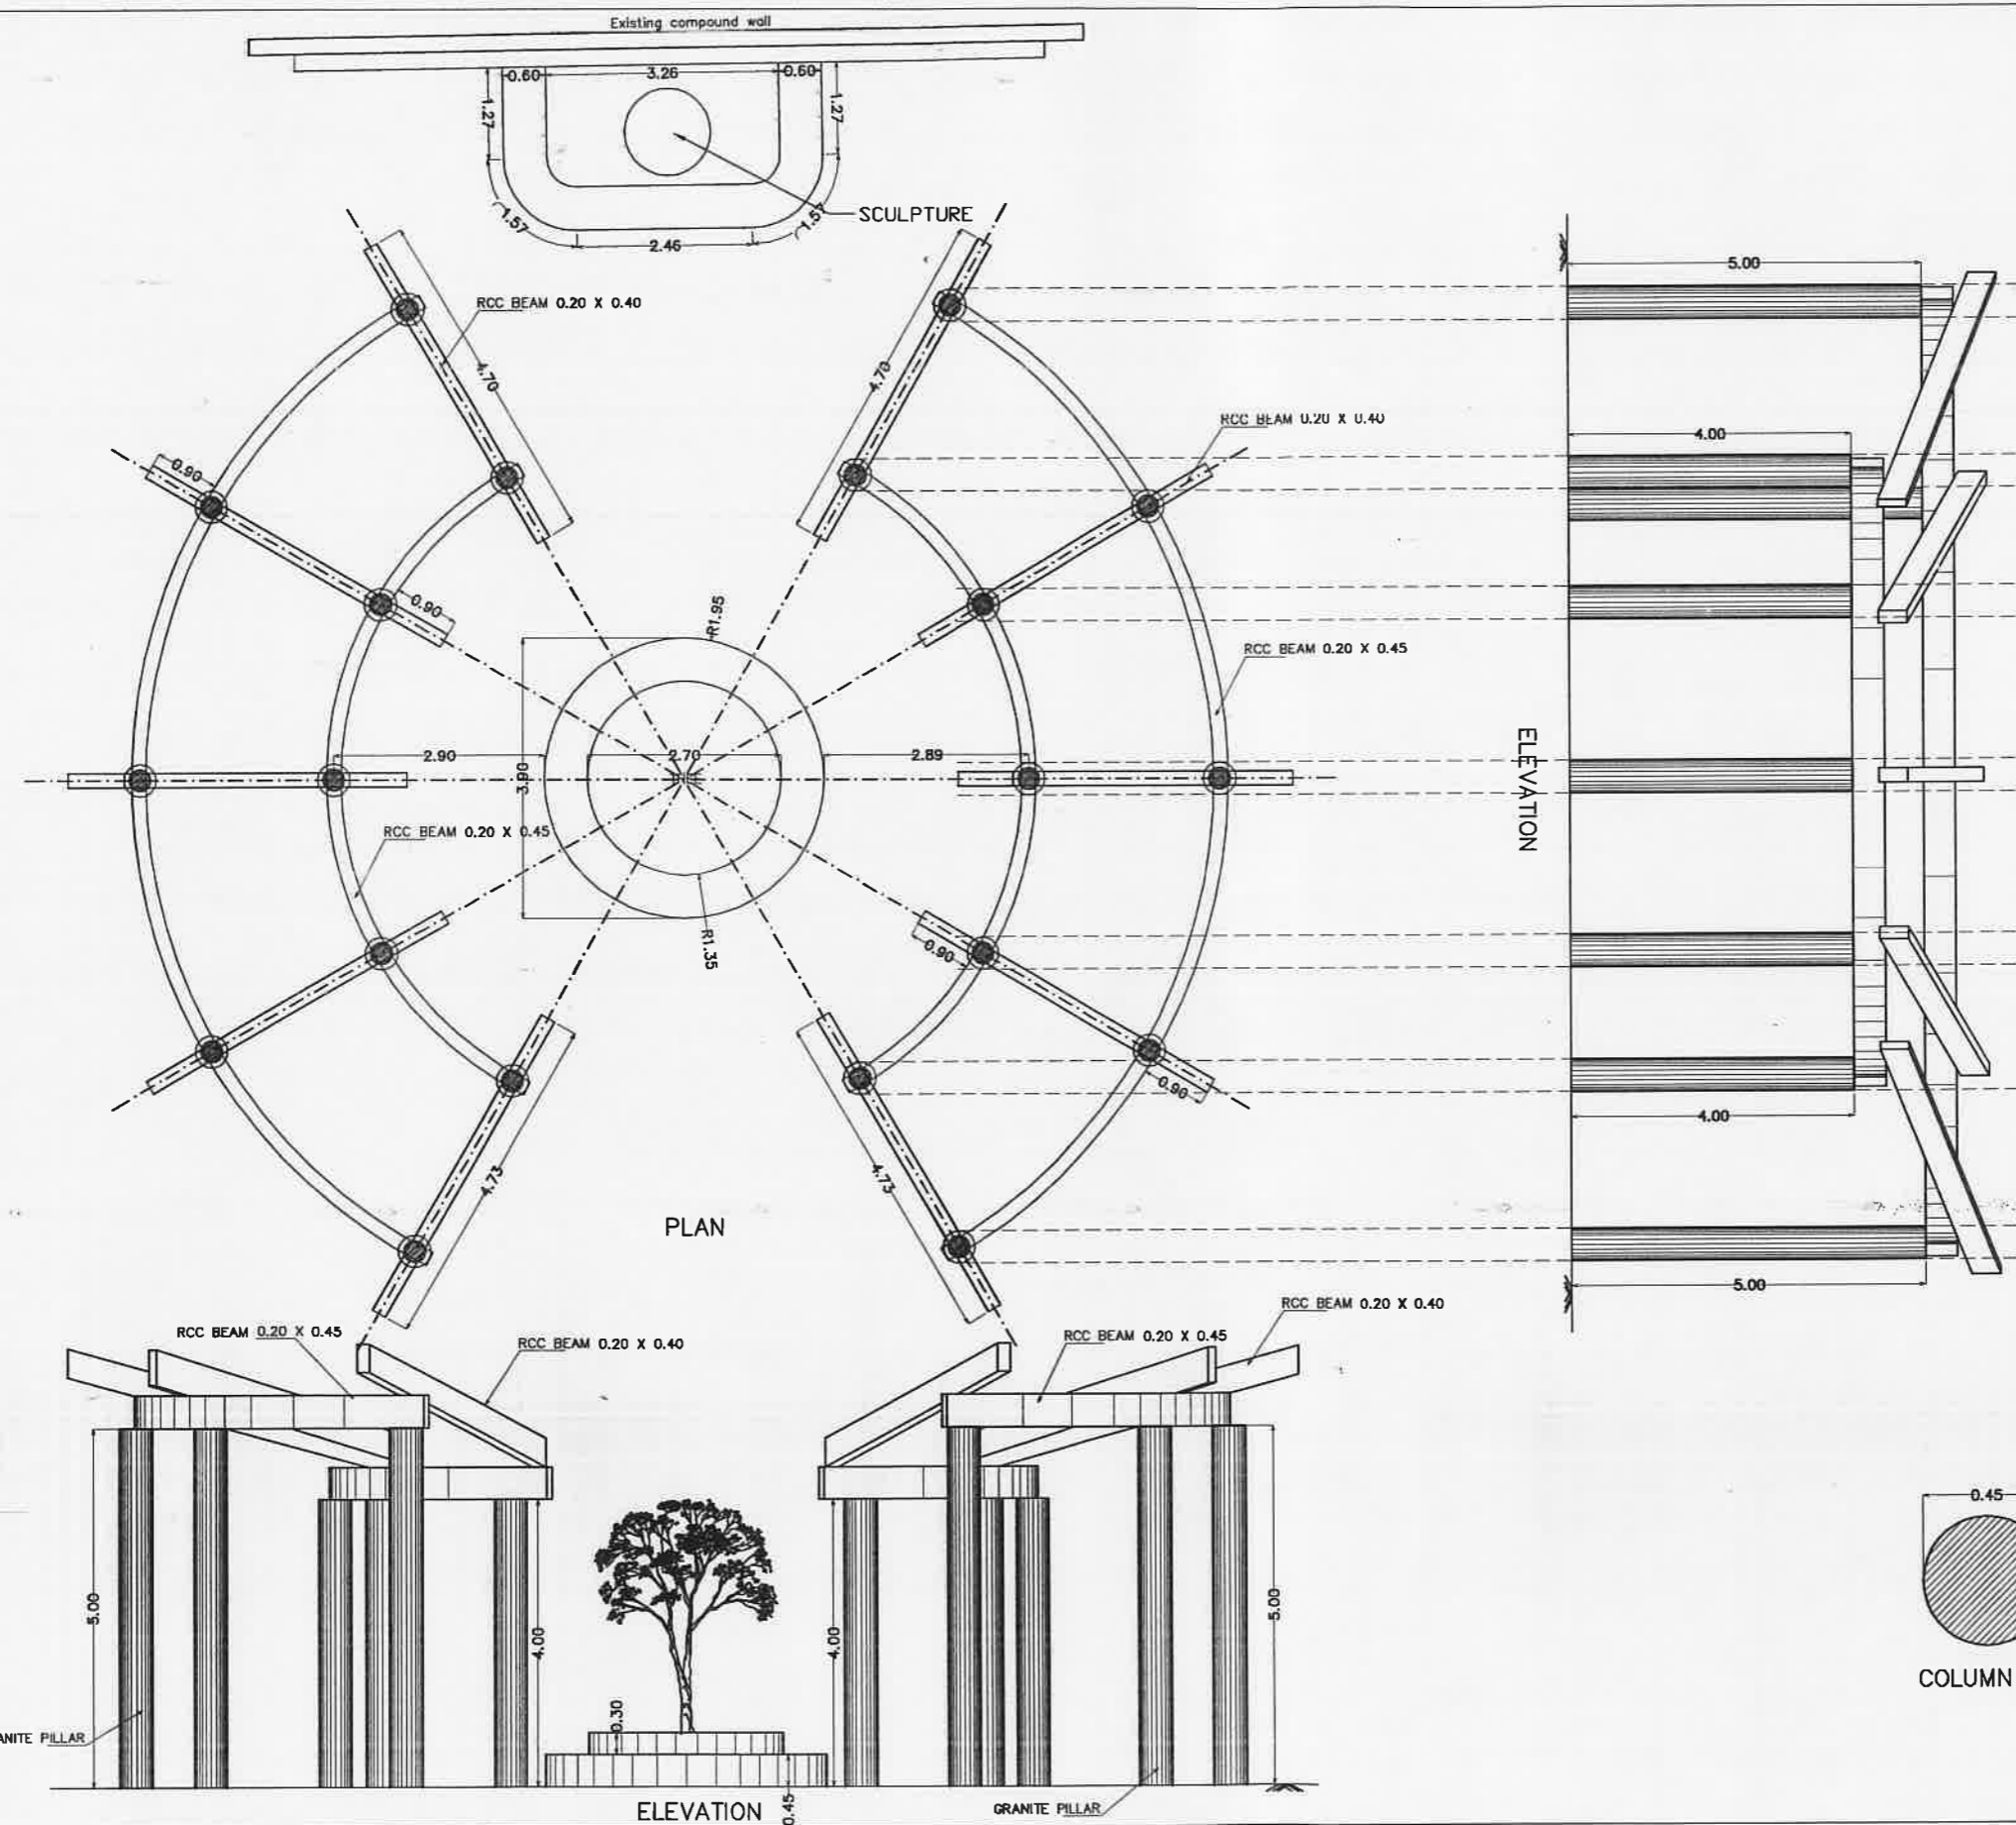 Existing compound wall
0.60
3.26
0.60
1.27
1.27
1.57
1.57
2.46
SCULPTURE
5.00
RCC BEAM 0.20 X 0.40
4.70
4.70
RCC BEAM 0.20 X 0.40
4.00
0.90
0.90
R1.95
RCC BEAM 0.20 X 0.45
2.90
2.70
2.89
3.90
ELEVATION
RCC BEAM 0.20 X 0.45
R1.35
0.90
0.90
4.00
4.73
4.73
PLAN
5.00
RCC BEAM 0.20 X 0.40
RCC BEAM 0.20 X 0.45
RCC BEAM 0.20 X 0.40
RCC BEAM 0.20 X 0.45
0.45
5.00
4.00
4.00
5.00
COLUMN
0.30
ANITE PILLAR
0.45
ELEVATION
GRANITE PILLAR